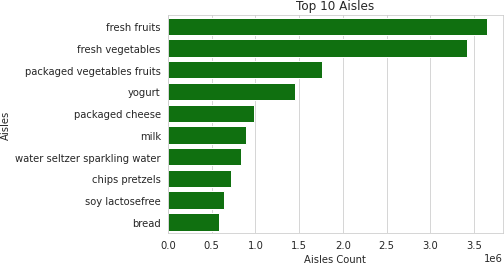 Top 10 Aisles
fresh fruits
fresh vegetables
packaged vegetables fruits
yogurt
packaged cheese
milk
water seltzer sparkling water
chips pretzels
soy lactosefree
bread
Aisles
0.0 0.5 1.0 1.5 2.0 2.5 3.0 3.5
1e6
Aisles Count